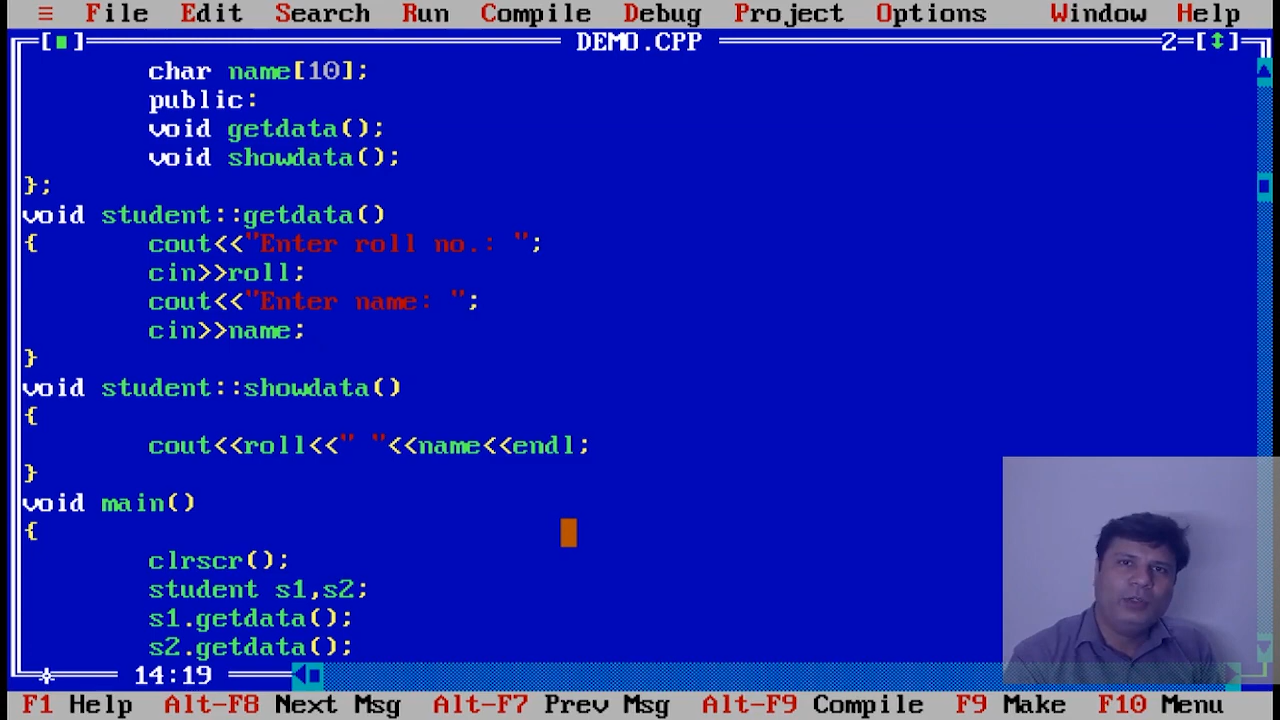 ≡ File Edit Search Run Compile Debug Project Options Window Help
[■] DEMO.CPP 2=[↕]
char name[10];
public:
void getdata();
void showdata();
};
void student::getdata()
{ cout<<"Enter roll no.: ";
cin>>roll;
cout<<"Enter name: ";
cin>>name;
}
void student::showdata()
{
cout<<roll<<" "<<name<<endl;
}
void main()
{
clrscr();
student s1,s2;
s1.getdata();
s2.getdata();
14:19
F1 Help Alt-F8 Next Msg Alt-F7 Prev Msg Alt-F9 Compile F9 Make F10 Menu